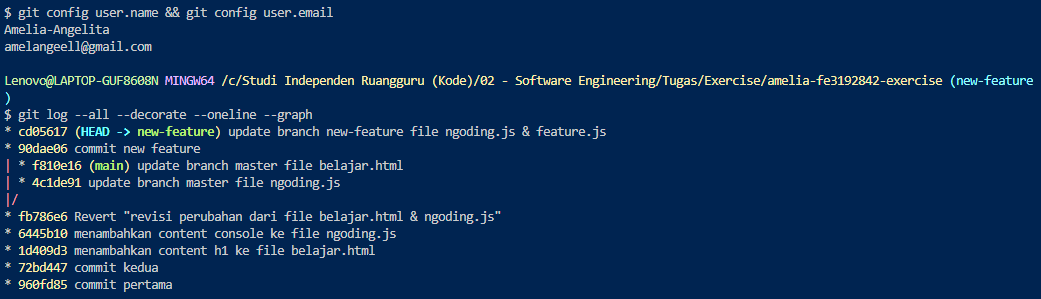 $ git config user.name && git config user.email
Amelia-Angelita
amelangeell@gmail.com
Lenovo@LAPTOP-GUF8608N MINGW64 /c/Studi Independen Ruangguru (Kode)/02 - Software Engineering/Tugas/Exercise/amelia-fe3192842-exercise (new-feature
)
$ git log --all --decorate --oneline --graph
* cd05617 (HEAD -> new-feature) update branch new-feature file ngoding.js & feature.js
* 90dae06 commit new feature
| * f810e16 (main) update branch master file belajar.html
| * 4c1de91 update branch master file ngoding.js
|/
* fb786e6 Revert "revisi perubahan dari file belajar.html & ngoding.js"
* 6445b10 menambahkan content console ke file ngoding.js
* 1d409d3 menambahkan content h1 ke file belajar.html
* 72bd447 commit kedua
* 960fd85 commit pertama